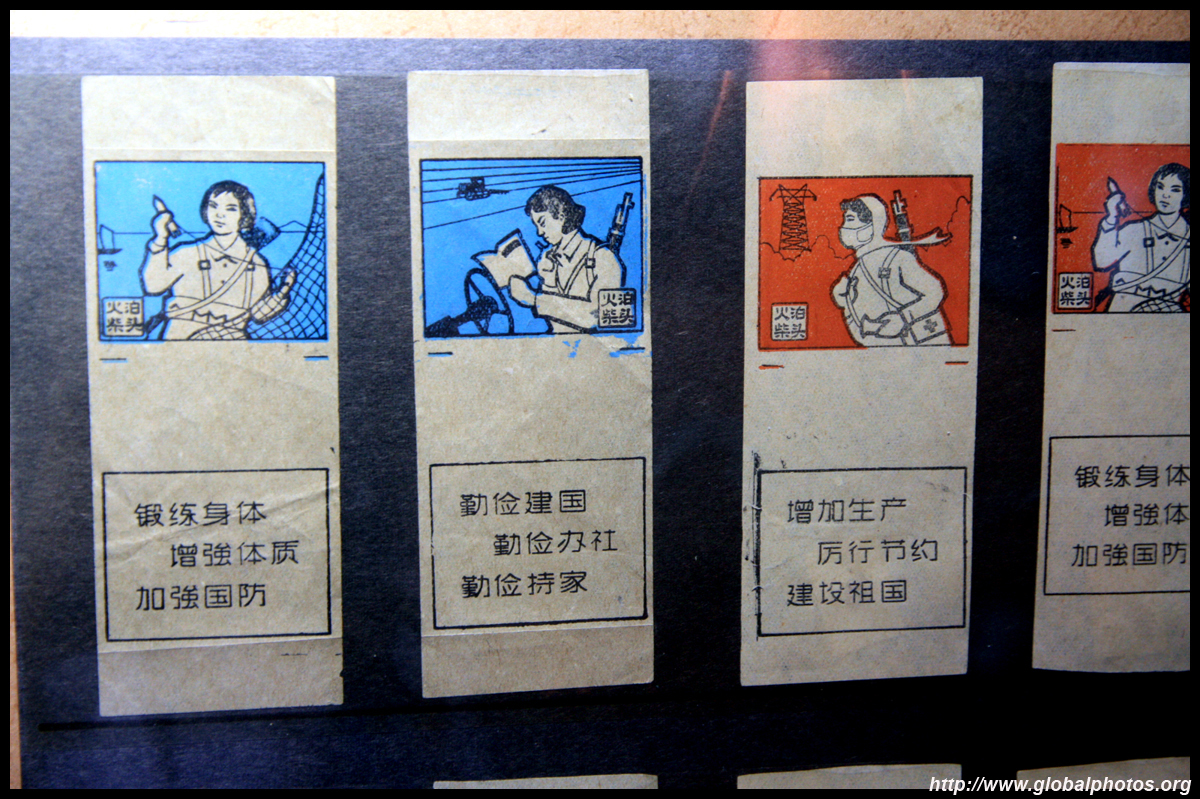 泊头
火柴
锻练身体
增強体质
加強国防
泊头
火柴
勤俭建国
勤俭办社
勤俭持家
泊头
火柴
增加生产
厉行节约
建设祖国
泊头
火柴
锻练身体
增強体
加強国防
http://www.globalphotos.org